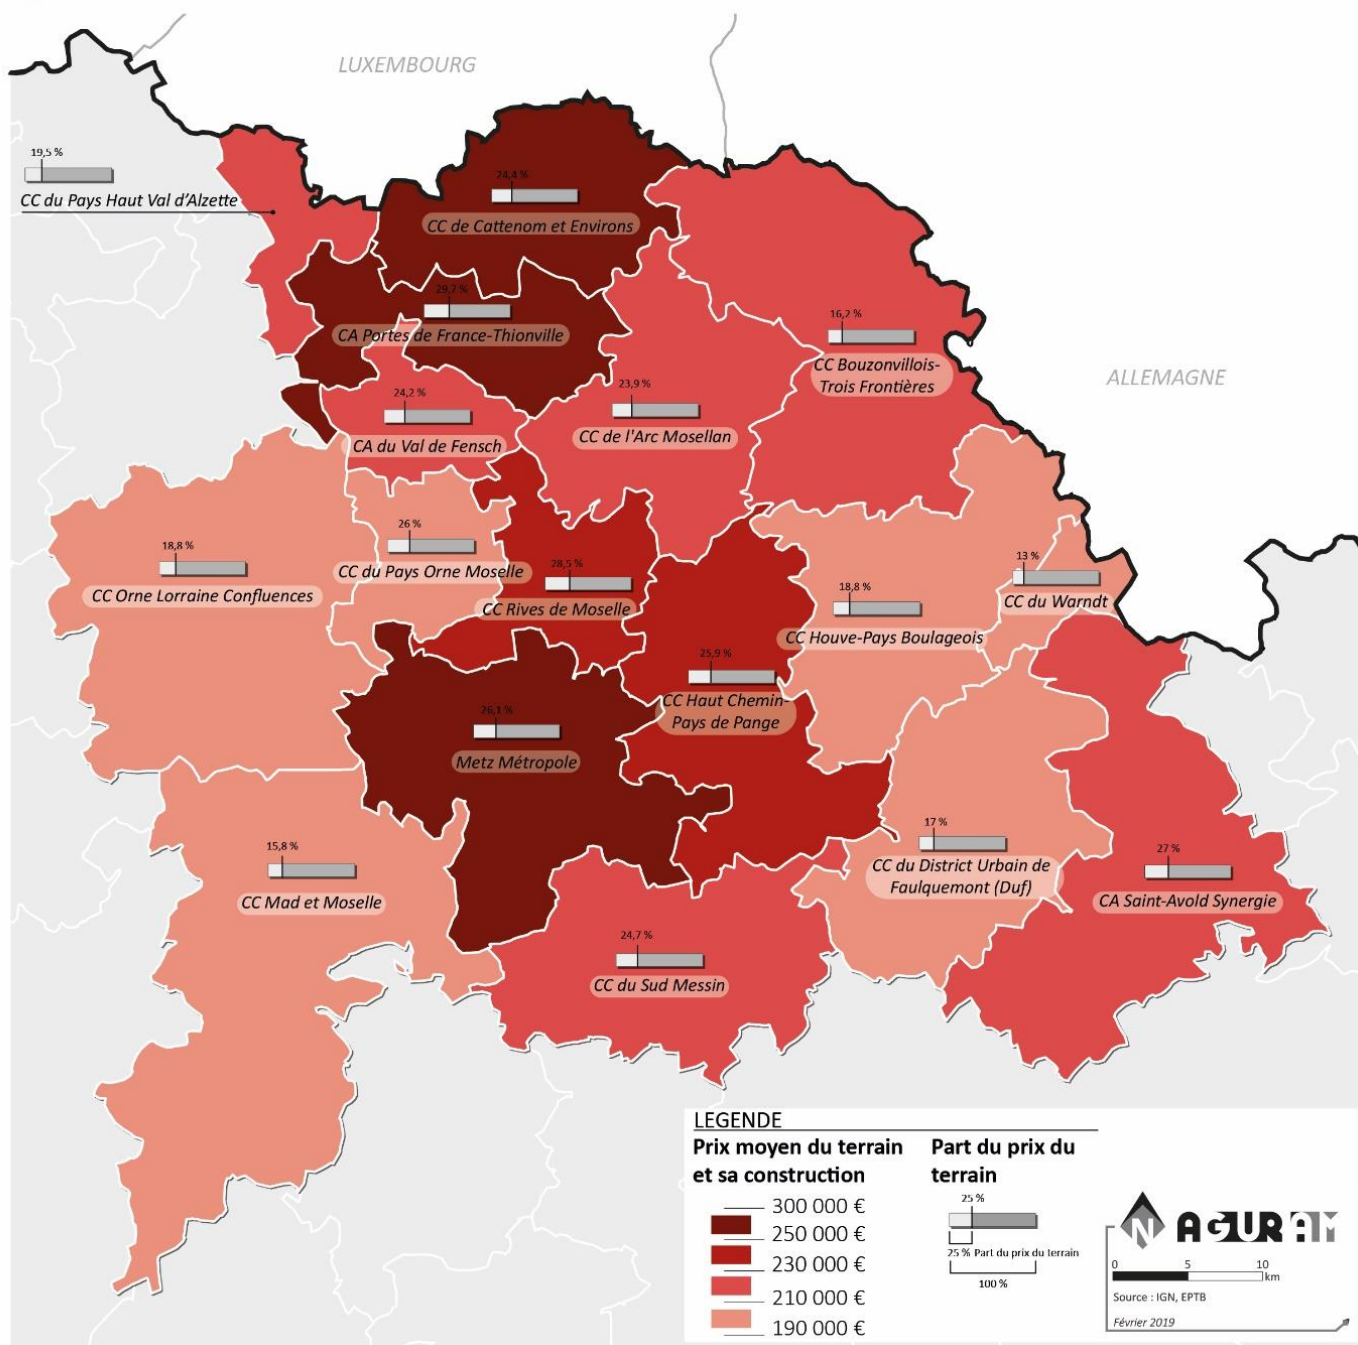 LUXEMBOURG
19,5 %
CC du Pays Haut Val d'Alzette
24,4 %
CC de Cattenom et Environs
29,7 %
CA Portes de France-Thionville
16,2 %
CC Bouzonvillois-
Trois Frontières
ALLEMAGNE
24,2 %
CA du Val de Fensch
23,9 %
CC de l'Arc Mosellan
18,8 %
CC Orne Lorraine Confluences
26 %
CC du Pays Orne Moselle
28,5 %
CC Rives de Moselle
13 %
CC du Warndt
18,8 %
CC Houve-Pays Boulageois
25,9 %
CC Haut Chemin-
Pays de Pange
26,1 %
Metz Métropole
15,8 %
CC Mad et Moselle
17 %
CC du District Urbain de
Faulquemont (Duf)
27 %
CA Saint-Avold Synergie
24,7 %
CC du Sud Messin
LEGENDE
Prix moyen du terrain
et sa construction
300 000 €
250 000 €
230 000 €
210 000 €
190 000 €
Part du prix du
terrain
25 %
25 % Part du prix du terrain
100 %
N AGURAM
0 5 10
km
Source : IGN, EPTB
Février 2019